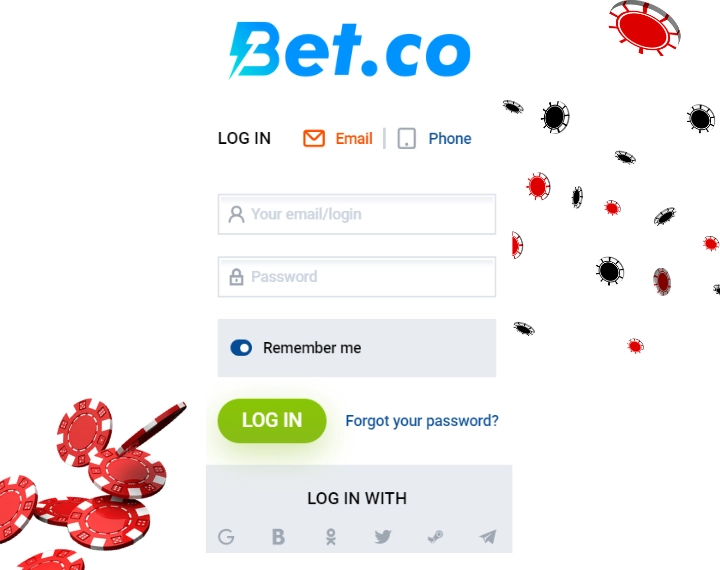 Bet.co
LOG IN Email Phone
Your email/login
Password
Remember me
LOG IN Forgot your password?
LOG IN WITH